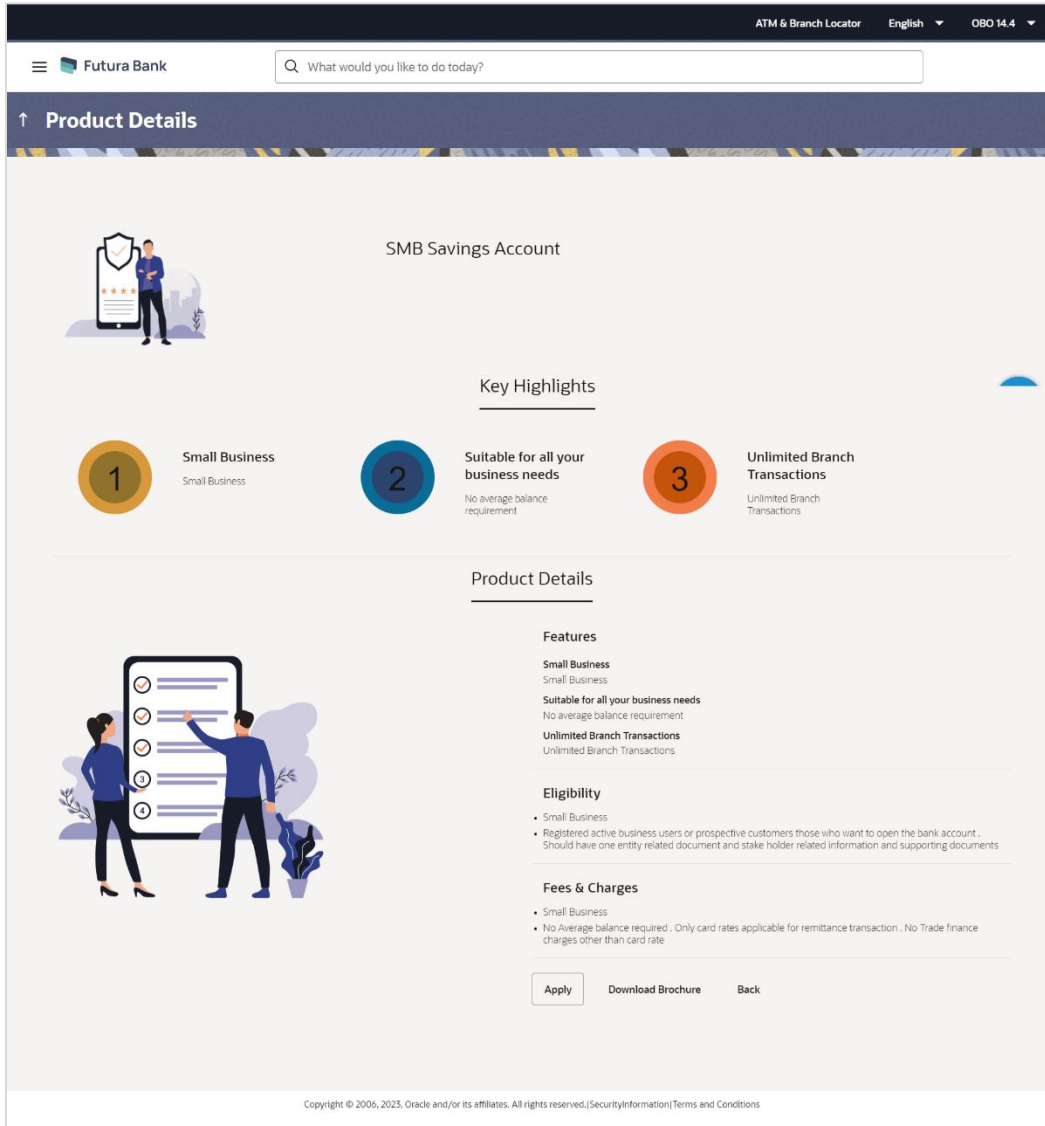 ATM & Branch Locator English OBO 14.4
Futura Bank What would you like to do today?
Product Details
SMB Savings Account
Key Highlights
1
Small Business
Small Business
2
Suitable for all your
business needs
No average balance
requirement
3
Unlimited Branch
Transactions
Unlimited Branch
Transactions
Product Details
3
4
Features
Small Business
Small Business
Suitable for all your business needs
No average balance requirement
Unlimited Branch Transactions
Unlimited Branch Transactions
Eligibility
• Small Business
• Registered active business users or prospective customers those who want to open the bank account .
Should have one entity related document and stake holder related information and supporting documents
Fees & Charges
• Small Business
• No Average balance required . Only card rates applicable for remittance transaction . No Trade finance
charges other than card rate
Apply Download Brochure Back
Copyright © 2006, 2023, Oracle and/or its affiliates. All rights reserved.|SecurityInformation|Terms and Conditions